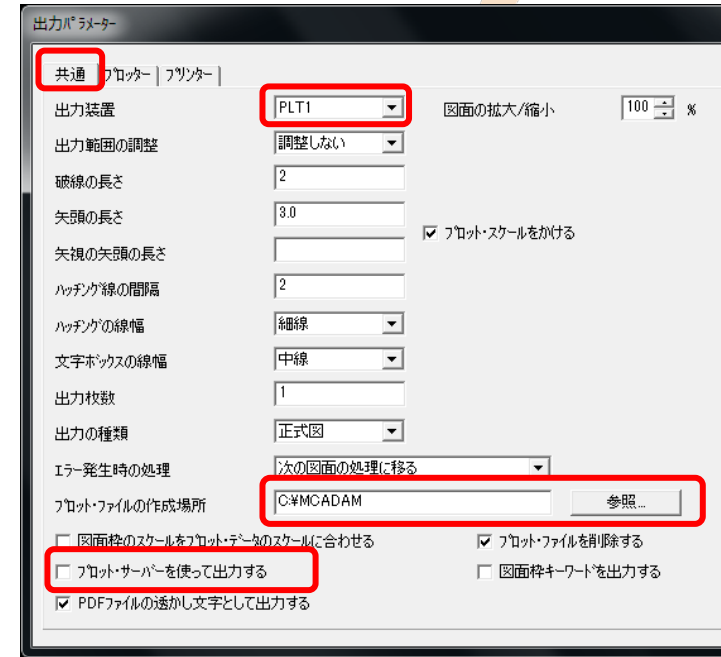 出力ﾊﾟﾗﾒｰﾀｰ
共通 ﾌﾟﾛｯﾀｰ ﾌﾟﾘﾝﾀｰ
出力装置 PLT1 図面の拡大/縮小 100 %
出力範囲の調整 調整しない
破線の長さ 2
矢頭の長さ 3.0
ﾌﾟﾛｯﾄ・ｽｹｰﾙをかける
矢視の矢頭の長さ
ﾊｯﾁﾝｸﾞ線の間隔 2
ﾊｯﾁﾝｸﾞの線幅 細線
文字ﾎﾞｯｸｽの線幅 中線
出力枚数 1
出力の種類 正式図
ｴﾗｰ発生時の処理 次の図面の処理に移る
ﾌﾟﾛｯﾄ・ﾌｧｲﾙの作成場所 C:¥MCADAM 参照...
図面枠のｽｹｰﾙをﾌﾟﾛｯﾄ・ﾃﾞｰﾀのｽｹｰﾙに合わせる ﾌﾟﾛｯﾄ・ﾌｧｲﾙを削除する
ﾌﾟﾛｯﾄ・ｻｰﾊﾞｰを使って出力する 図面枠ｷｰﾜｰﾄﾞを出力する
PDFﾌｧｲﾙの透かし文字として出力する